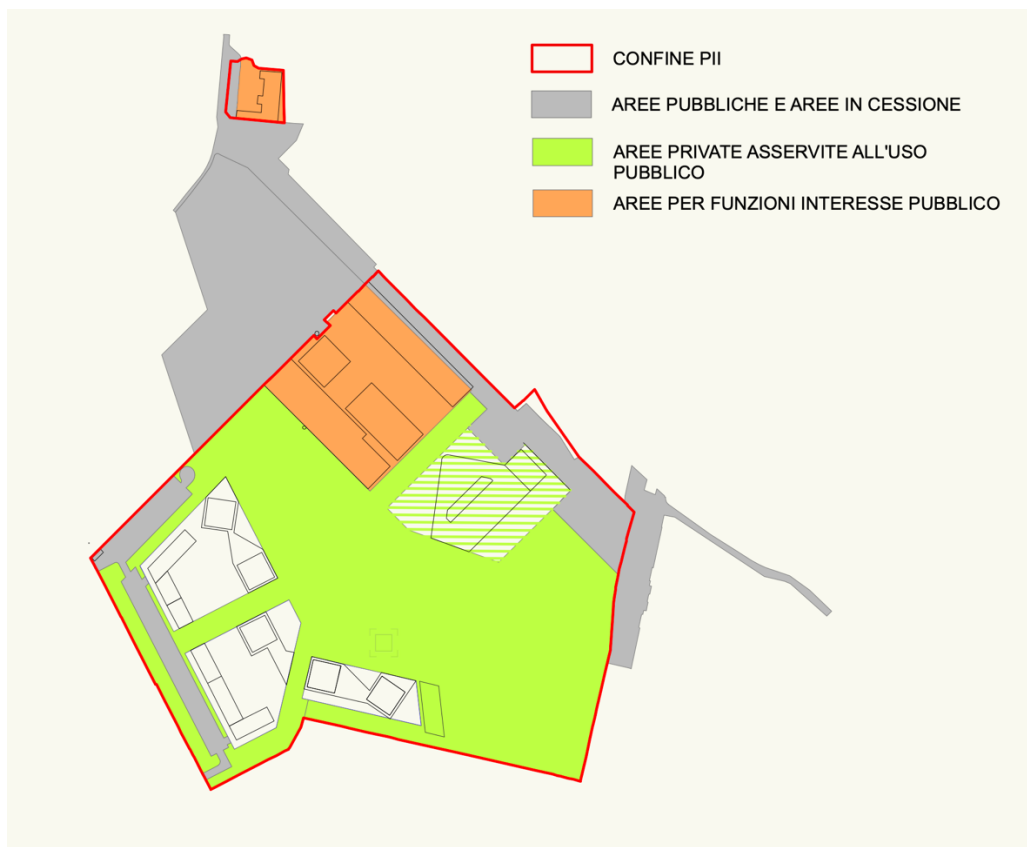 CONFINE PII
AREE PUBBLICHE E AREE IN CESSIONE
AREE PRIVATE ASSERVITE ALL'USO
PUBBLICO
AREE PER FUNZIONI INTERESSE PUBBLICO